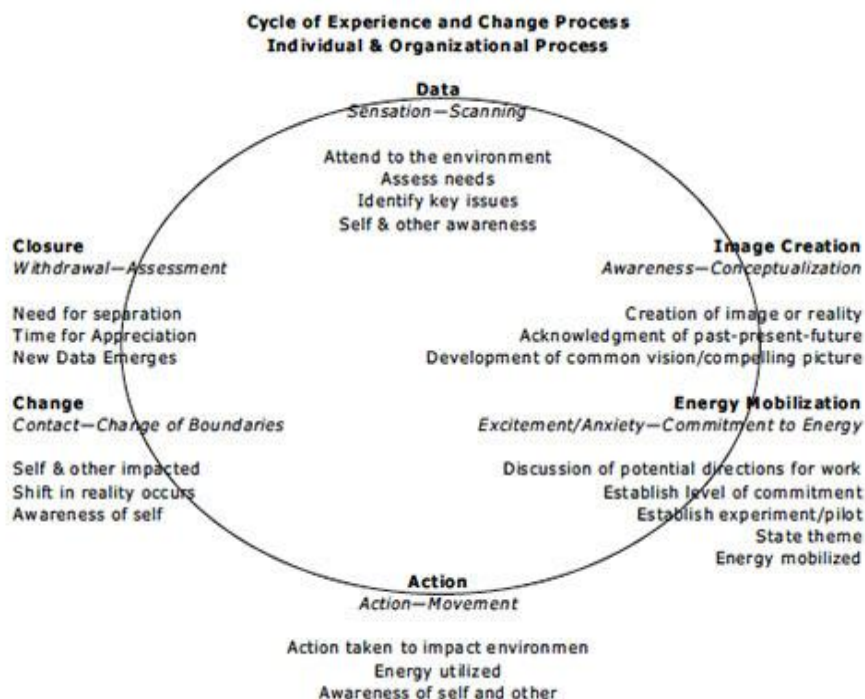 Cycle of Experience and Change Process
Individual & Organizational Process
Data
Sensation—Scanning
Attend to the environment
Assess needs
Identify key issues
Self & other awareness
Image Creation
Awareness—Conceptualization
Creation of image or reality
Acknowledgment of past-present-future
Development of common vision/compelling picture
Energy Mobilization
Excitement/Anxiety—Commitment to Energy
Discussion of potential directions for work
Establish level of commitment
Establish experiment/pilot
State theme
Energy mobilized
Action
Action—Movement
Action taken to impact environmen
Energy utilized
Awareness of self and other
Change
Contact—Change of Boundaries
Self & other impacted
Shift in reality occurs
Awareness of self
Closure
Withdrawal—Assessment
Need for separation
Time for Appreciation
New Data Emerges